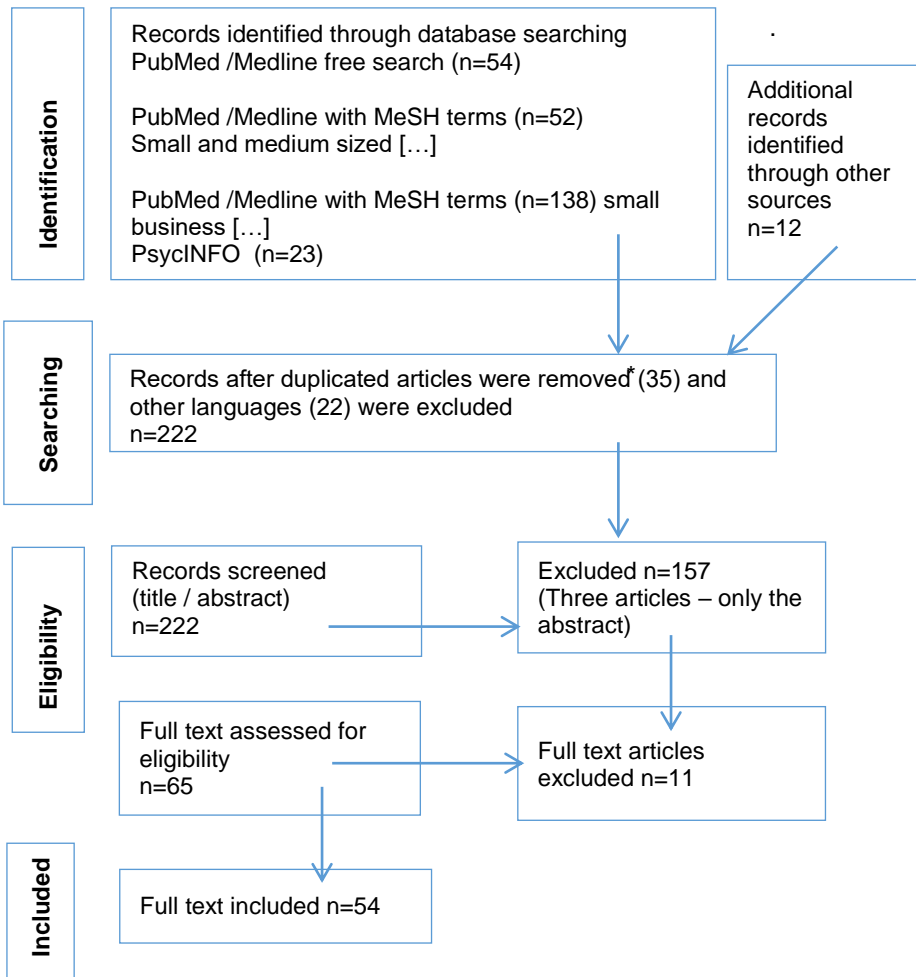 Identification
Records identified through database searching
PubMed /Medline free search (n=54)
PubMed /Medline with MeSH terms (n=52)
Small and medium sized […]
PubMed /Medline with MeSH terms (n=138) small
business […]
PsycINFO (n=23)
.
Additional
records
identified
through other
sources
n=12
Searching
Records after duplicated articles were removed* (35) and
other languages (22) were excluded
n=222
Eligibility
Records screened
(title / abstract)
n=222
Excluded n=157
(Three articles – only the
abstract)
Full text assessed for
eligibility
n=65
Full text articles
excluded n=11
Included
Full text included n=54